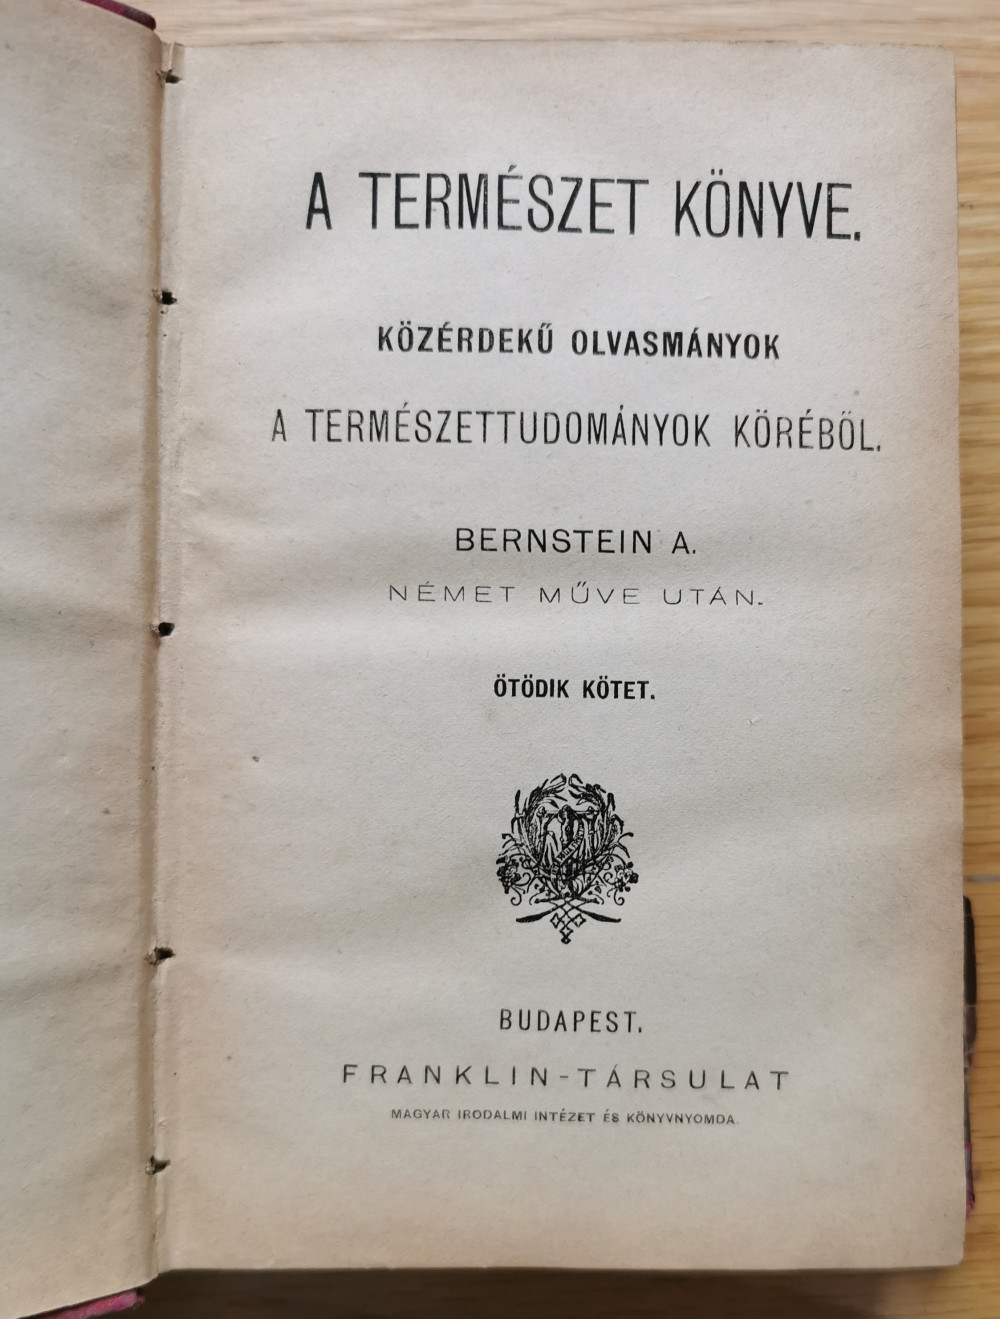 A TERMÉSZET KÖNYVE.
KÖZÉRDEKŰ OLVASMÁNYOK
A TERMÉSZETTUDOMÁNYOK KÖRÉBŐL.
BERNSTEIN A.
NÉMET MŰVE UTÁN.
ÖTÖDIK KÖTET.
BUDAPEST.
FRANKLIN-TÁRSULAT
MAGYAR IRODALMI INTÉZET ÉS KÖNYVNYOMDA.